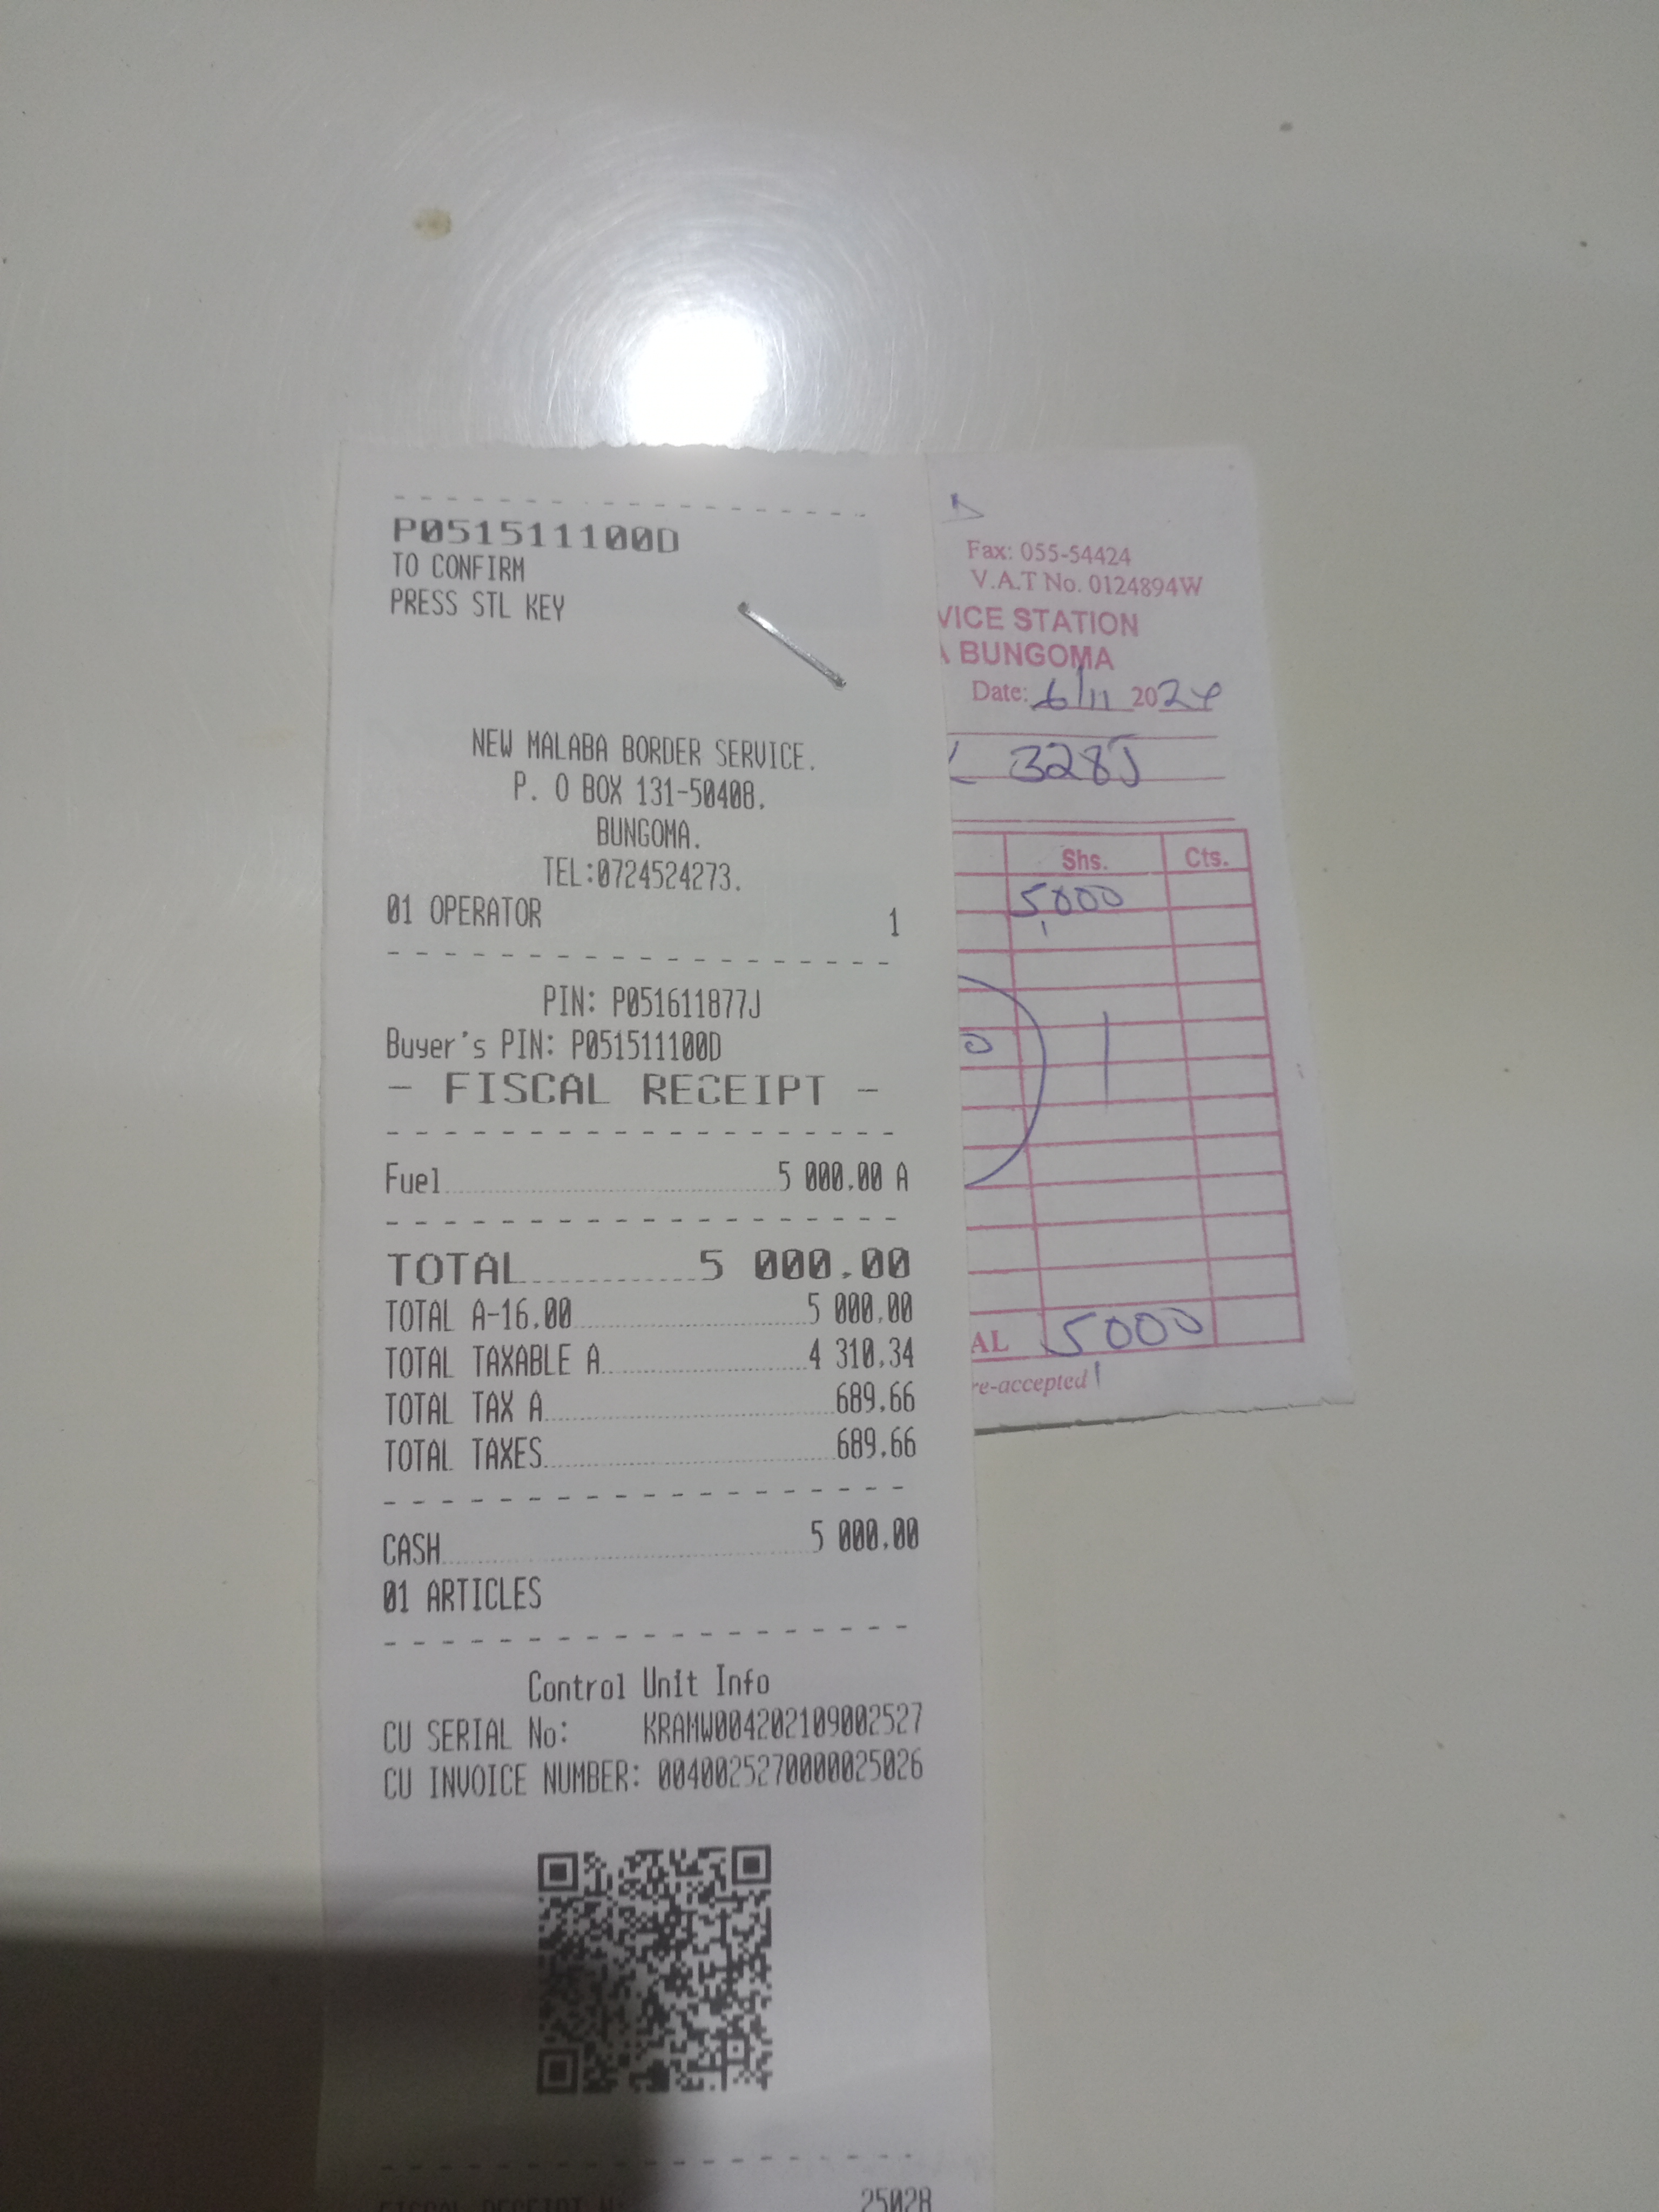 P051511100D
TO CONFIRM
PRESS STL KEY
NEW MALABA BORDER SERVICE.
P. O BOX 131-50408.
BUNGOMA.
TEL:0724524273.
01 OPERATOR 1
PIN: P051611877J
Buyer's PIN: P051511100D
- FISCAL RECEIPT -
Fuel 5 000.00 A
TOTAL 5 000.00
TOTAL A-16.00 5 000.00
TOTAL TAXABLE A 4 310.34
TOTAL TAX A 689.66
TOTAL TAXES 689.66
CASH 5 000.00
01 ARTICLES
Control Unit Info
CU SERIAL No: KRAMW004202109002527
CU INVOICE NUMBER: 0040025270000025026
FISCAL RECEIPT N: 25028
Fax: 055-54424
V.A.T No. 0124894W
VICE STATION
BUNGOMA
Date: 6/11 2024
328J
Shs. Cts.
5000
AL 5000
re-accepted